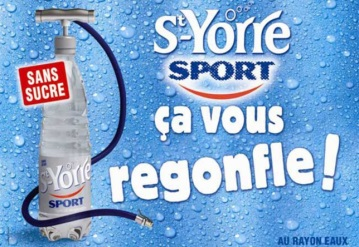 St-Yorre
SPORT
SANS
SUCRE
ça vous
regonfle!
St-Yorre
SPORT
AU RAYON EAUX